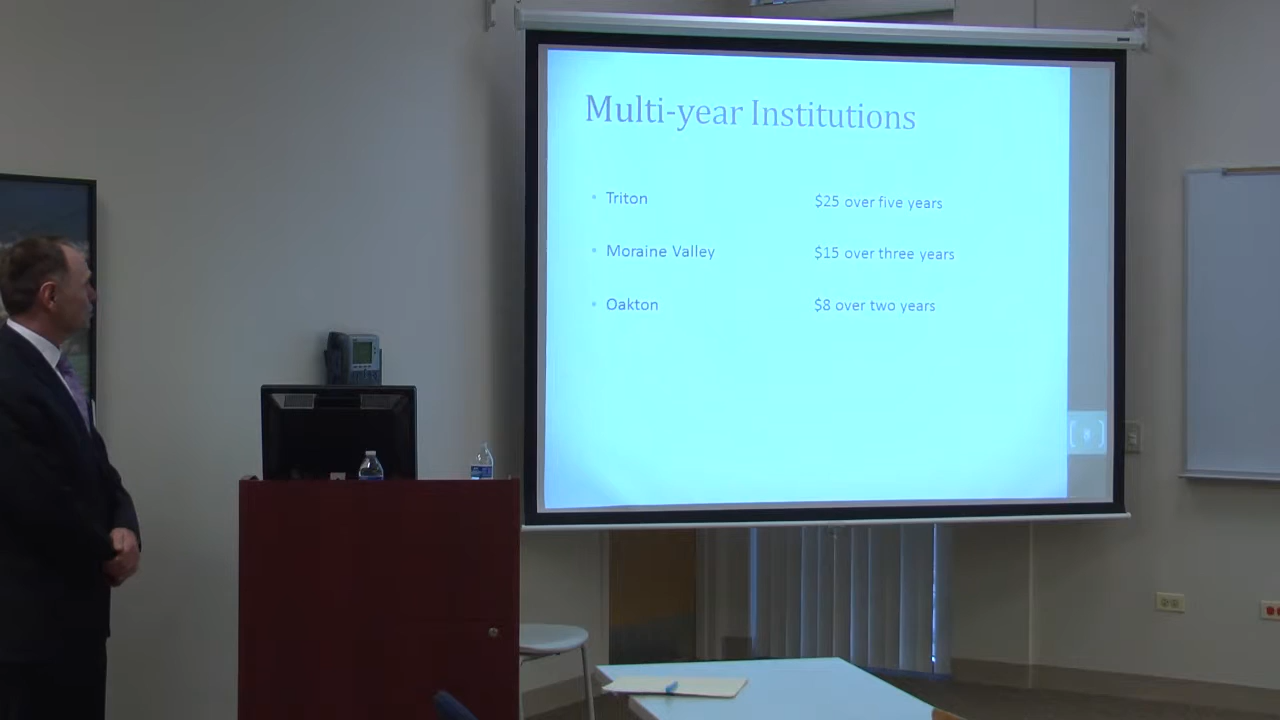 Multi-year Institutions
• Triton $25 over five years
• Moraine Valley $15 over three years
• Oakton $8 over two years
8